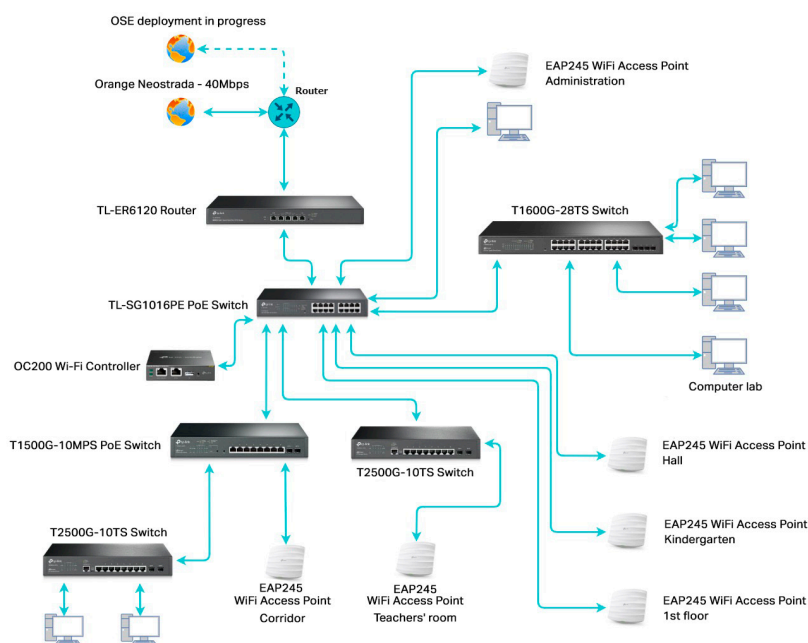 OSE deployment in progress
Orange Neostrada - 40Mbps
Router
EAP245 WiFi Access Point
Administration
TL-ER6120 Router
T1600G-28TS Switch
TL-SG1016PE PoE Switch
OC200 Wi-Fi Controller
Computer lab
T1500G-10MPS PoE Switch
T2500G-10TS Switch
EAP245 WiFi Access Point
Hall
T2500G-10TS Switch
EAP245 WiFi Access Point
Kindergarten
EAP245
WiFi Access Point
Corridor
EAP245
WiFi Access Point
Teachers' room
EAP245 WiFi Access Point
1st floor